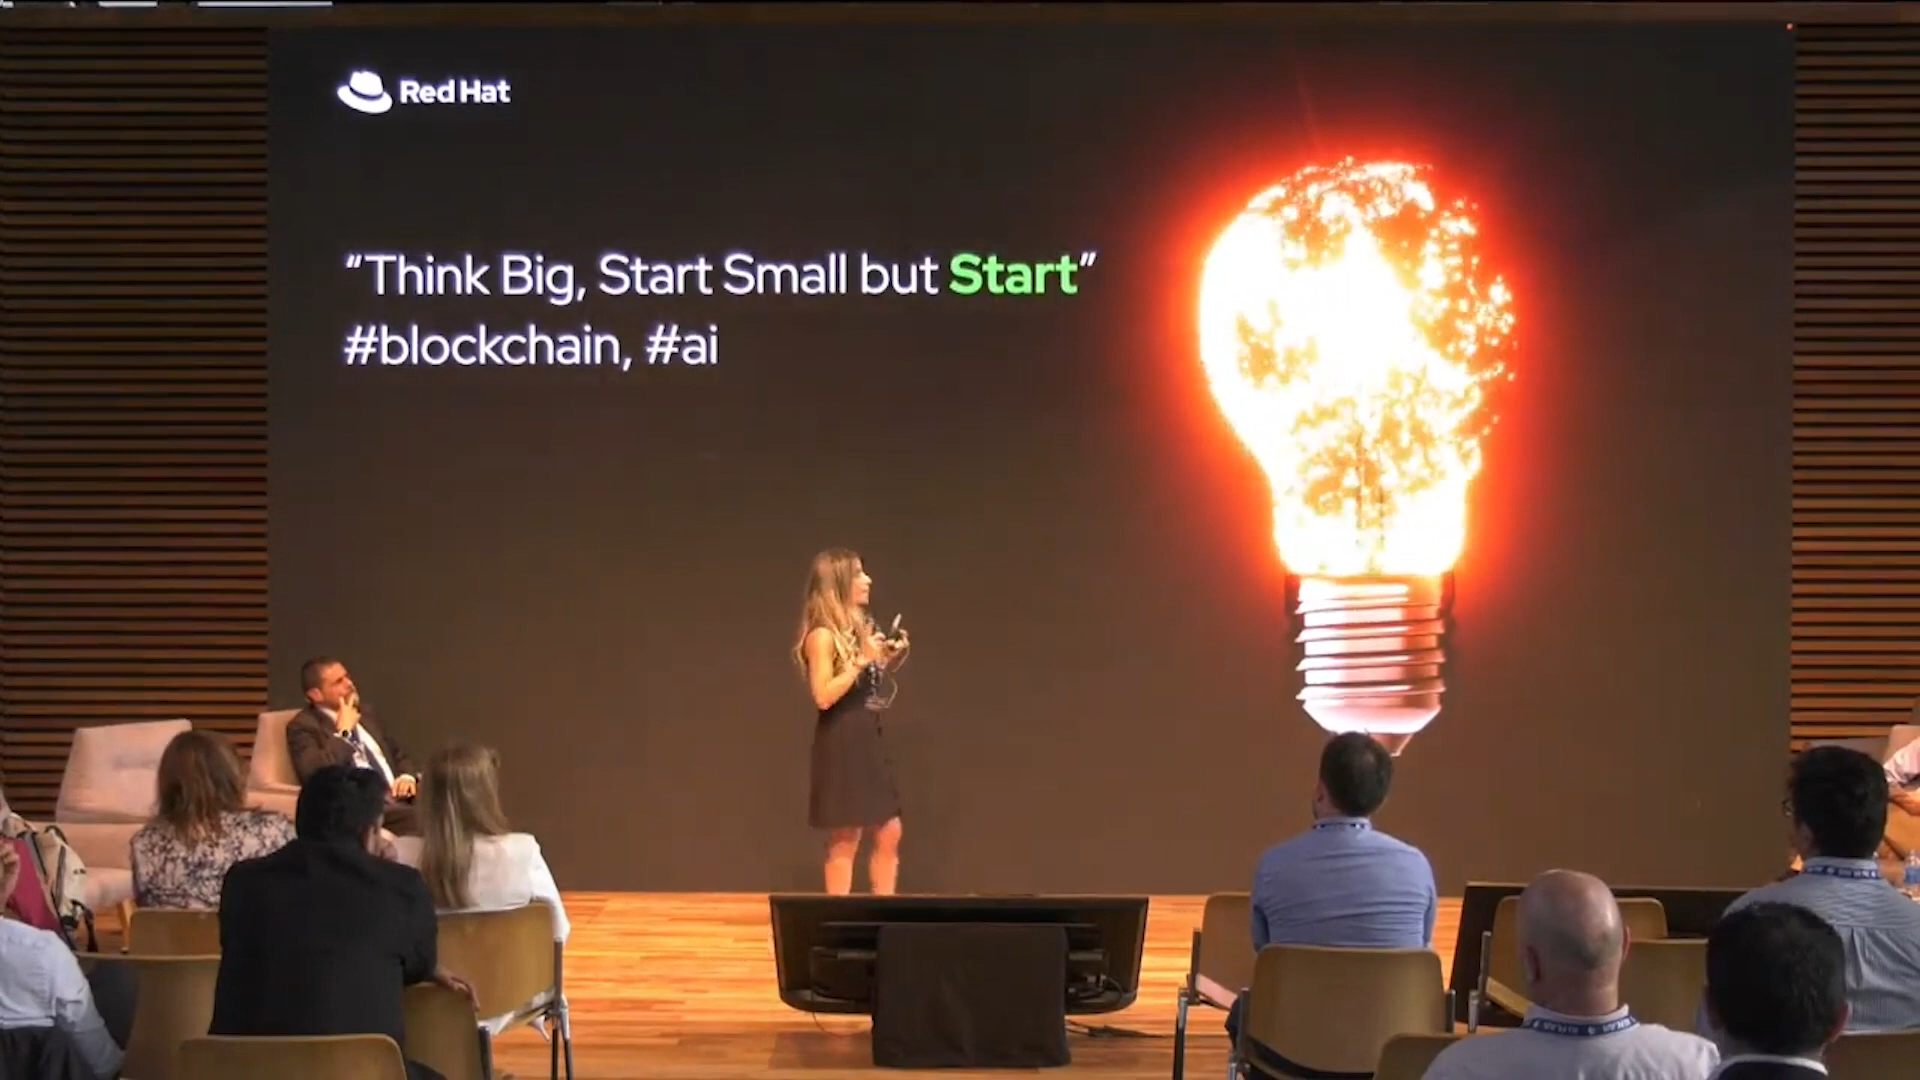 Red Hat
“Think Big, Start Small but Start”
#blockchain, #ai